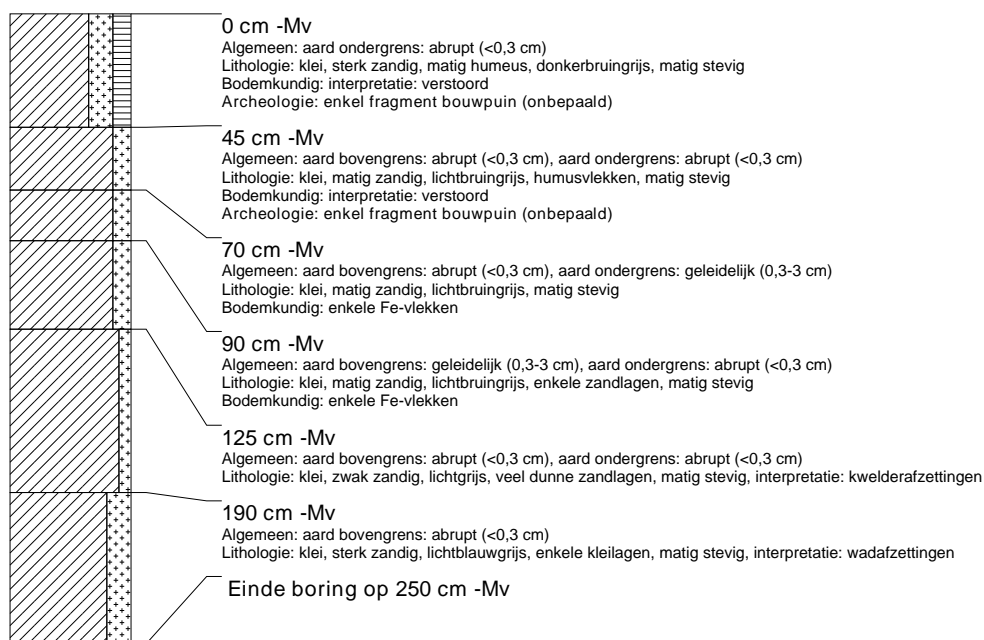 0 cm -Mv
Algemeen: aard ondergrens: abrupt (<0,3 cm)
Lithologie: klei, sterk zandig, matig humeus, donkerbruingrijs, matig stevig
Bodemkundig: interpretatie: verstoord
Archeologie: enkel fragment bouwpuin (onbepaald)
45 cm -Mv
Algemeen: aard bovengrens: abrupt (<0,3 cm), aard ondergrens: abrupt (<0,3 cm)
Lithologie: klei, matig zandig, lichtbruingrijs, humusvlekken, matig stevig
Bodemkundig: interpretatie: verstoord
Archeologie: enkel fragment bouwpuin (onbepaald)
70 cm -Mv
Algemeen: aard bovengrens: abrupt (<0,3 cm), aard ondergrens: geleidelijk (0,3-3 cm)
Lithologie: klei, matig zandig, lichtbruingrijs, matig stevig
Bodemkundig: enkele Fe-vlekken
90 cm -Mv
Algemeen: aard bovengrens: geleidelijk (0,3-3 cm), aard ondergrens: abrupt (<0,3 cm)
Lithologie: klei, matig zandig, lichtbruingrijs, enkele zandlagen, matig stevig
Bodemkundig: enkele Fe-vlekken
125 cm -Mv
Algemeen: aard bovengrens: abrupt (<0,3 cm), aard ondergrens: abrupt (<0,3 cm)
Lithologie: klei, zwak zandig, lichtgrijs, veel dunne zandlagen, matig stevig, interpretatie: kwelderafzettingen
190 cm -Mv
Algemeen: aard bovengrens: abrupt (<0,3 cm)
Lithologie: klei, sterk zandig, lichtblauwgrijs, enkele kleilagen, matig stevig, interpretatie: wadafzettingen
Einde boring op 250 cm -Mv